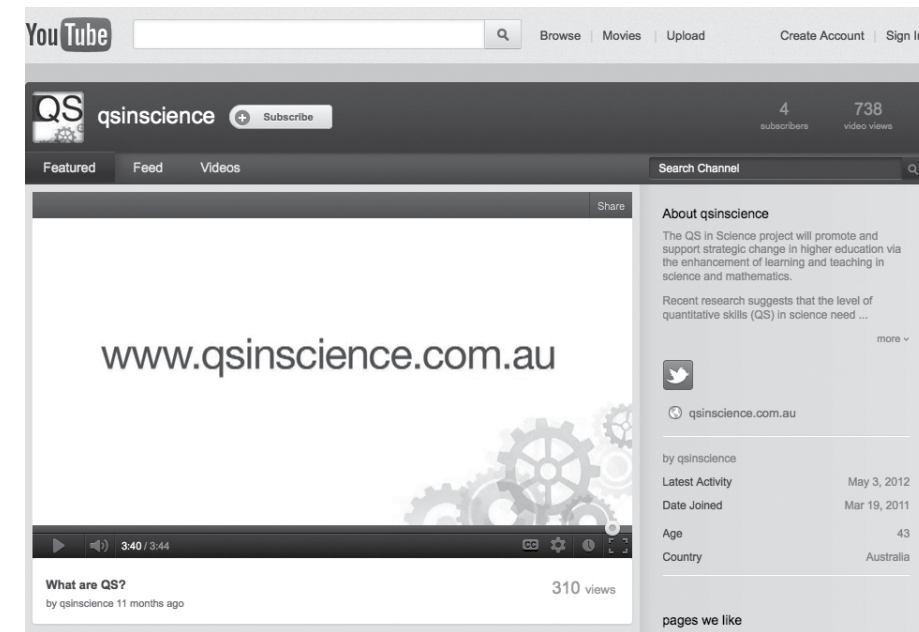 YouTube
Browse | Movies | Upload
Create Account | Sign In
QS qsinscience Subscribe
4 738
subscribers video views
Featured Feed Videos
Search Channel
Share
www.qsinscience.com.au
3:40 / 3:44
CC
What are QS?
310 views
by qsinscience 11 months ago
About qsinscience
The QS in Science project will promote and
support strategic change in higher education via
the enhancement of learning and teaching in
science and mathematics.
Recent research suggests that the level of
quantitative skills (QS) in science need ...
more
qsinscience.com.au
by qsinscience
Latest Activity May 3, 2012
Date Joined Mar 19, 2011
Age 43
Country Australia
pages we like